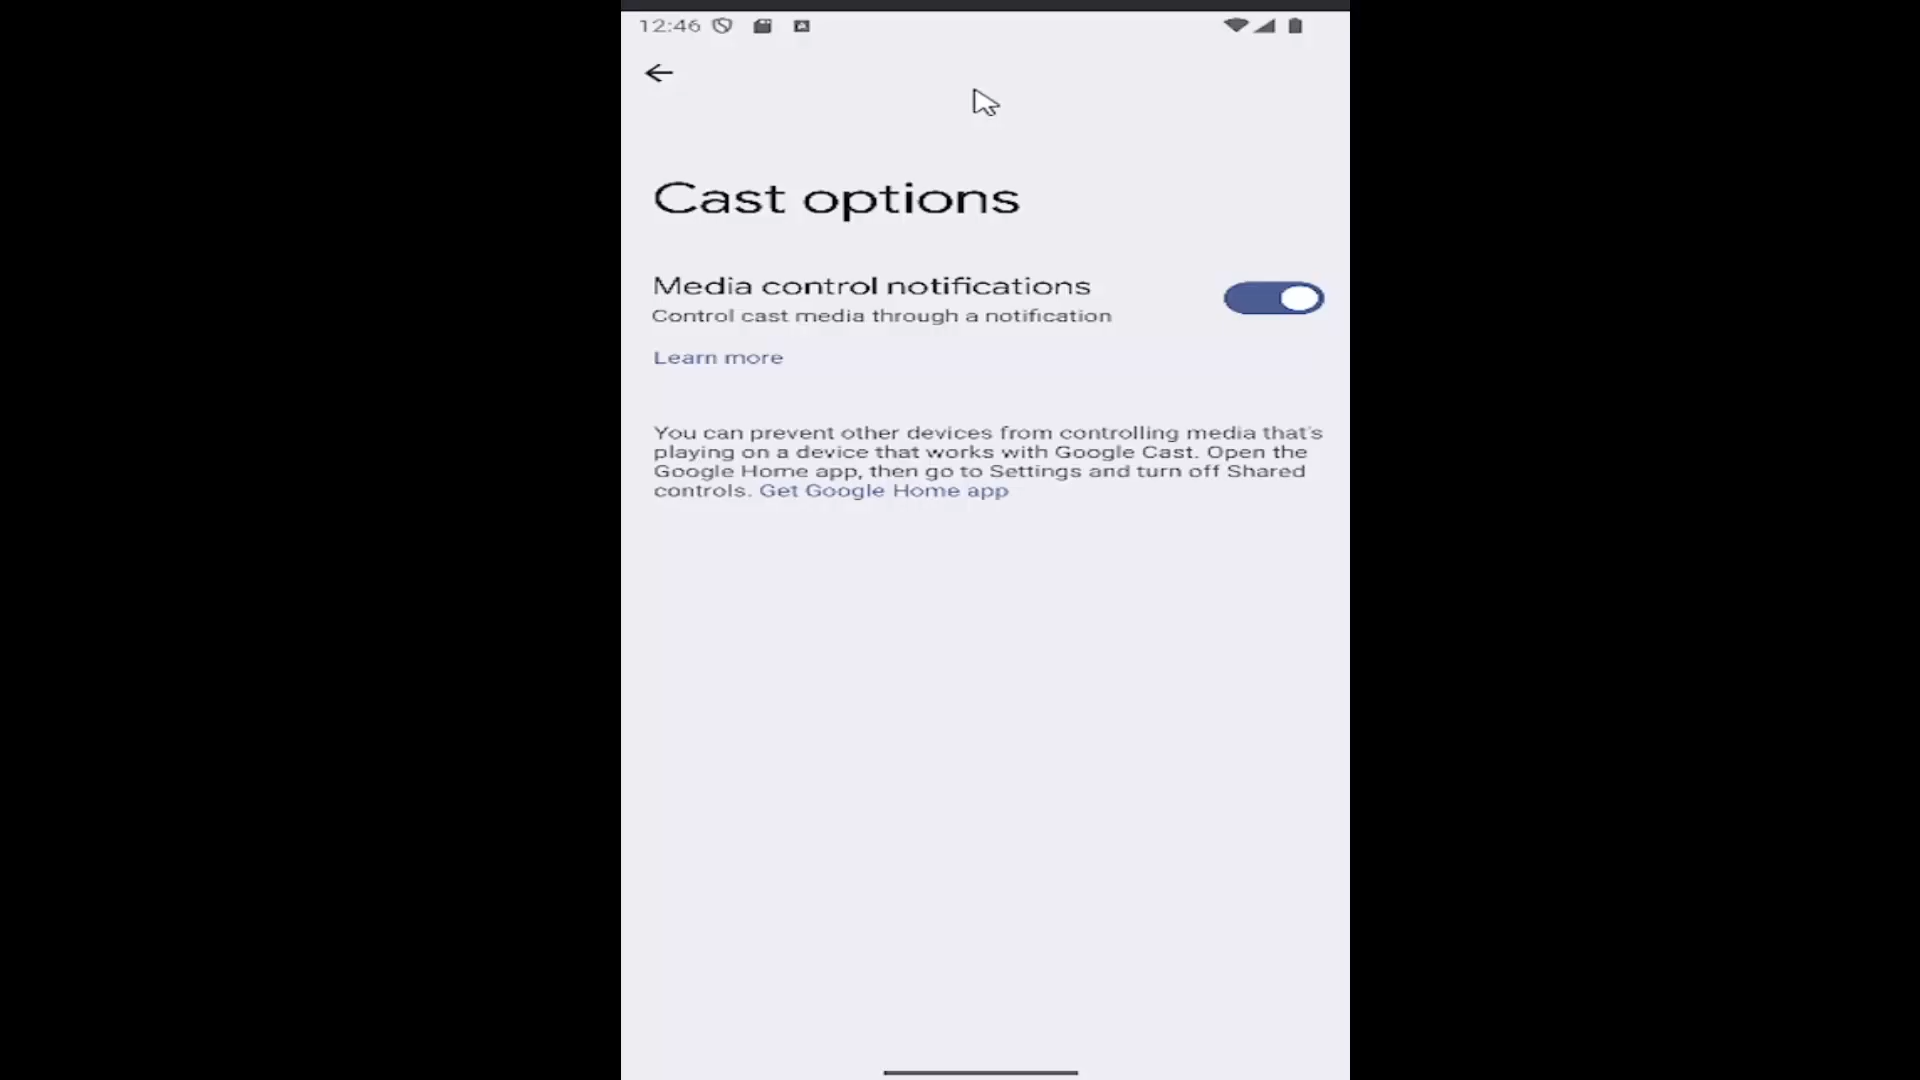 12:46
Cast options
Media control notifications
Control cast media through a notification
Learn more
You can prevent other devices from controlling media that's
playing on a device that works with Google Cast. Open the
Google Home app, then go to Settings and turn off Shared
controls. Get Google Home app